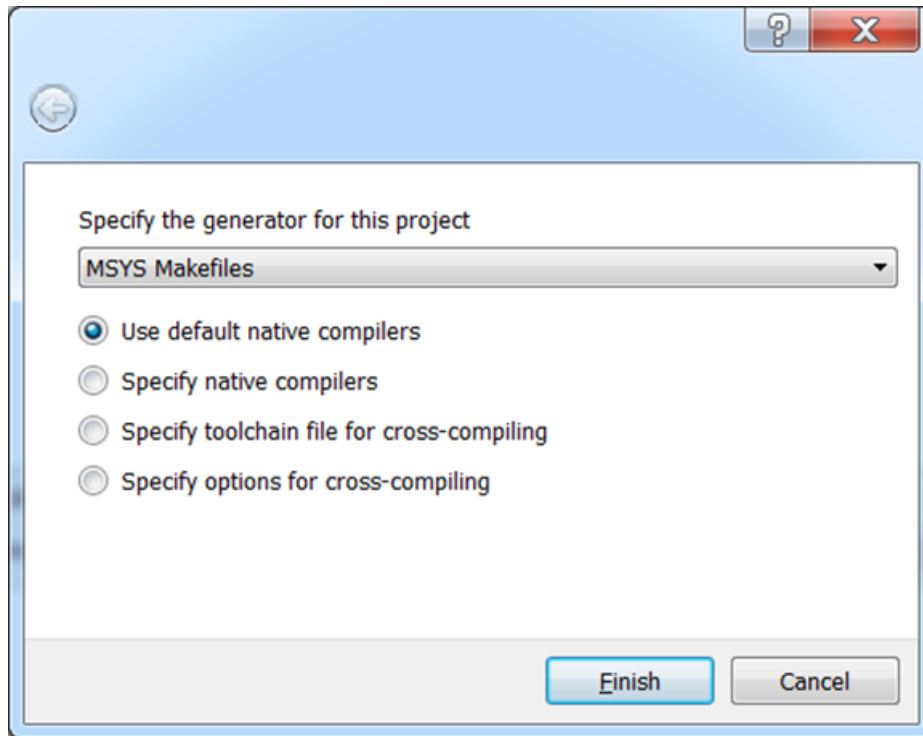 Specify the generator for this project
MSYS Makefiles
Use default native compilers
Specify native compilers
Specify toolchain file for cross-compiling
Specify options for cross-compiling
Finish
Cancel